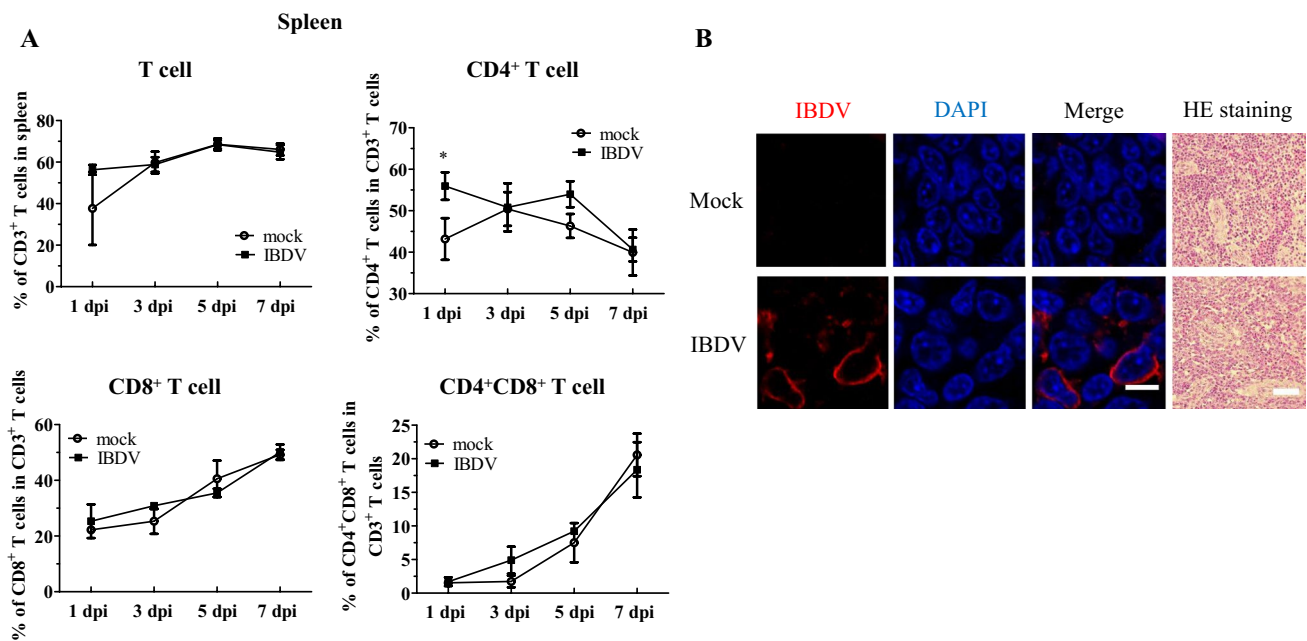 Spleen
A
T cell
% of CD3⁺ T cells in spleen
80
60
40
20
0
mock
IBDV
1 dpi 3 dpi 5 dpi 7 dpi
CD4⁺ T cell
% of CD4⁺ T cells in CD3⁺ T cells
70
60
50
40
30
*
mock
IBDV
1 dpi 3 dpi 5 dpi 7 dpi
CD8⁺ T cell
% of CD8⁺ T cells in CD3⁺ T cells
60
40
20
0
mock
IBDV
1 dpi 3 dpi 5 dpi 7 dpi
CD4⁺CD8⁺ T cell
% of CD4⁺CD8⁺ T cells in
CD3⁺ T cells
25
20
15
10
5
0
mock
IBDV
1 dpi 3 dpi 5 dpi 7 dpi
B
IBDV DAPI Merge HE staining
Mock
IBDV